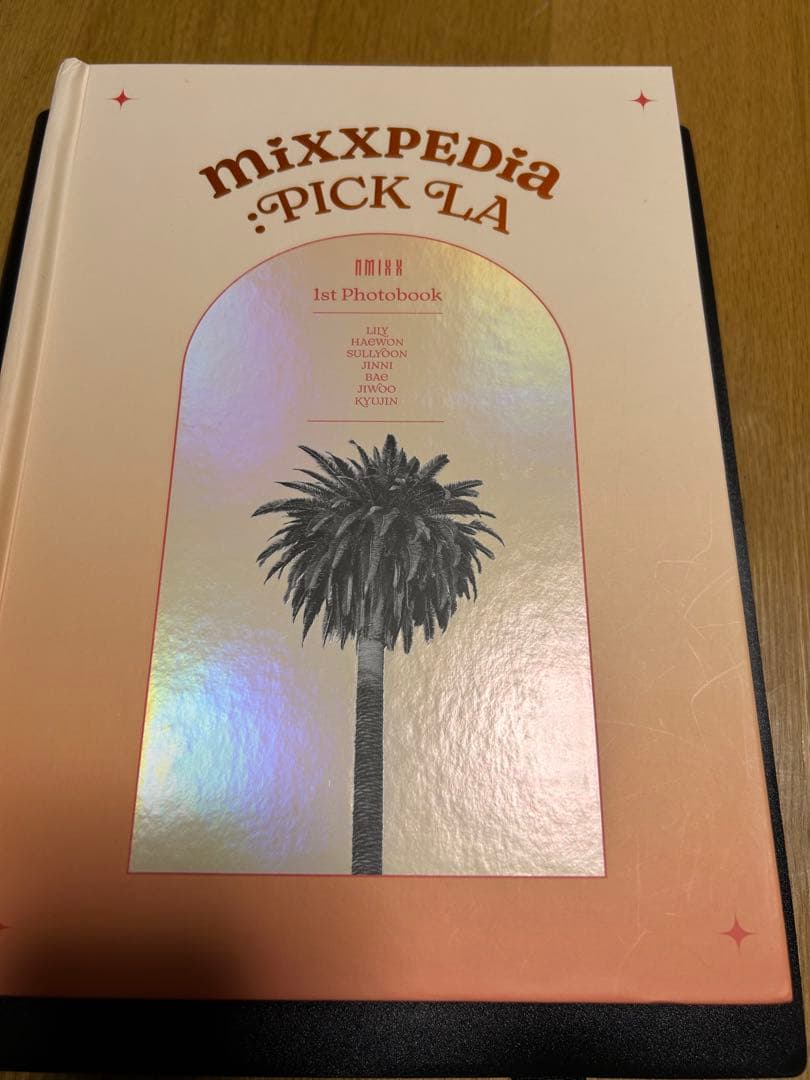 mixxpedia
:PICK LA
NMIXX
1st Photobook
LILY
HAEWON
SULLYOON
JINNI
BAE
JIWOO
KYUJIN